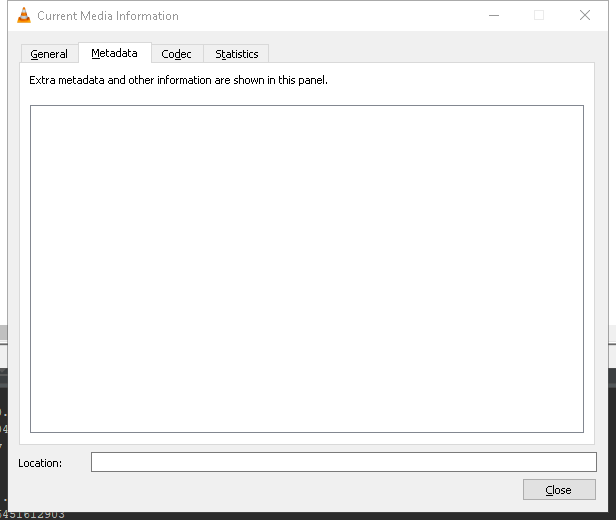 Current Media Information
General Metadata Codec Statistics
Extra metadata and other information are shown in this panel.
Location:
Close
5451612903